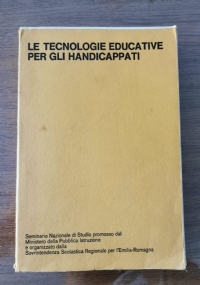 LE TECNOLOGIE EDUCATIVE
PER GLI HANDICAPPATI
Seminario Nazionale di Studio promosso dal
Ministero della Pubblica Istruzione
e organizzato dalla
Sovrintendenza Scolastica Regionale per l'Emilia-Romagna